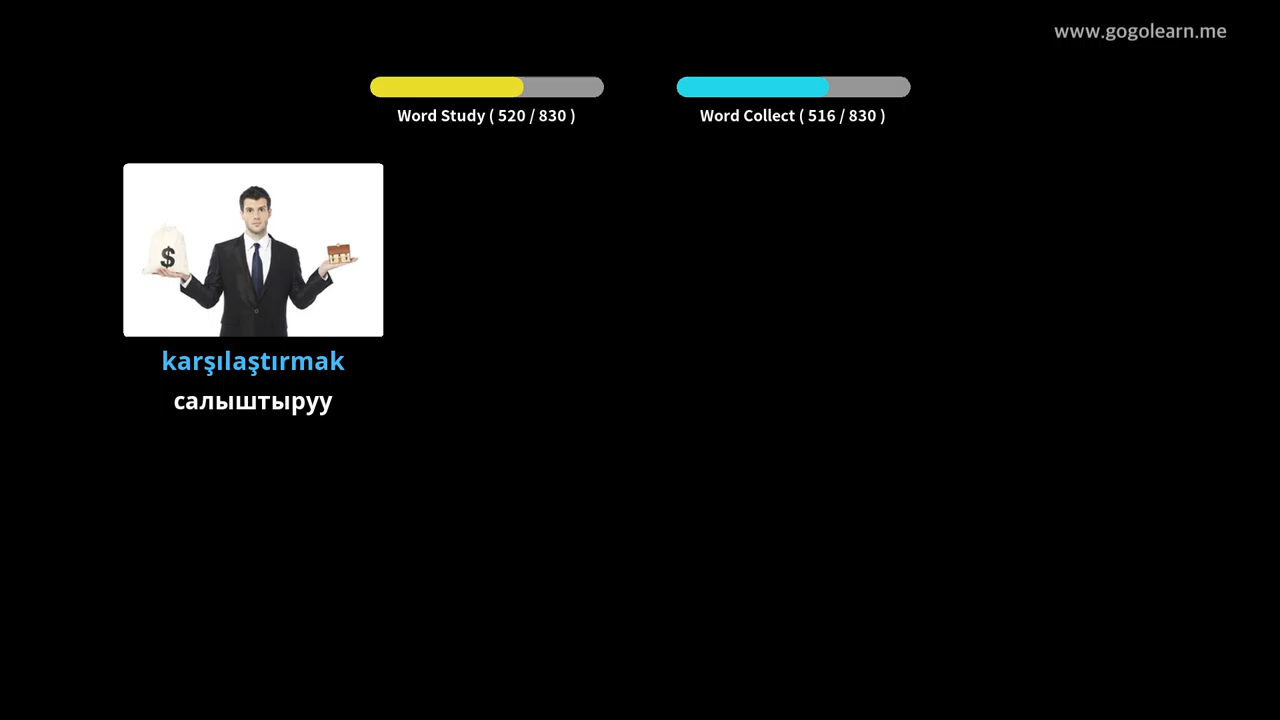 www.gogolearn.me
Word Study ( 520 / 830 )
Word Collect ( 516 / 830 )
$
karşılaştırmak
салыштыруу